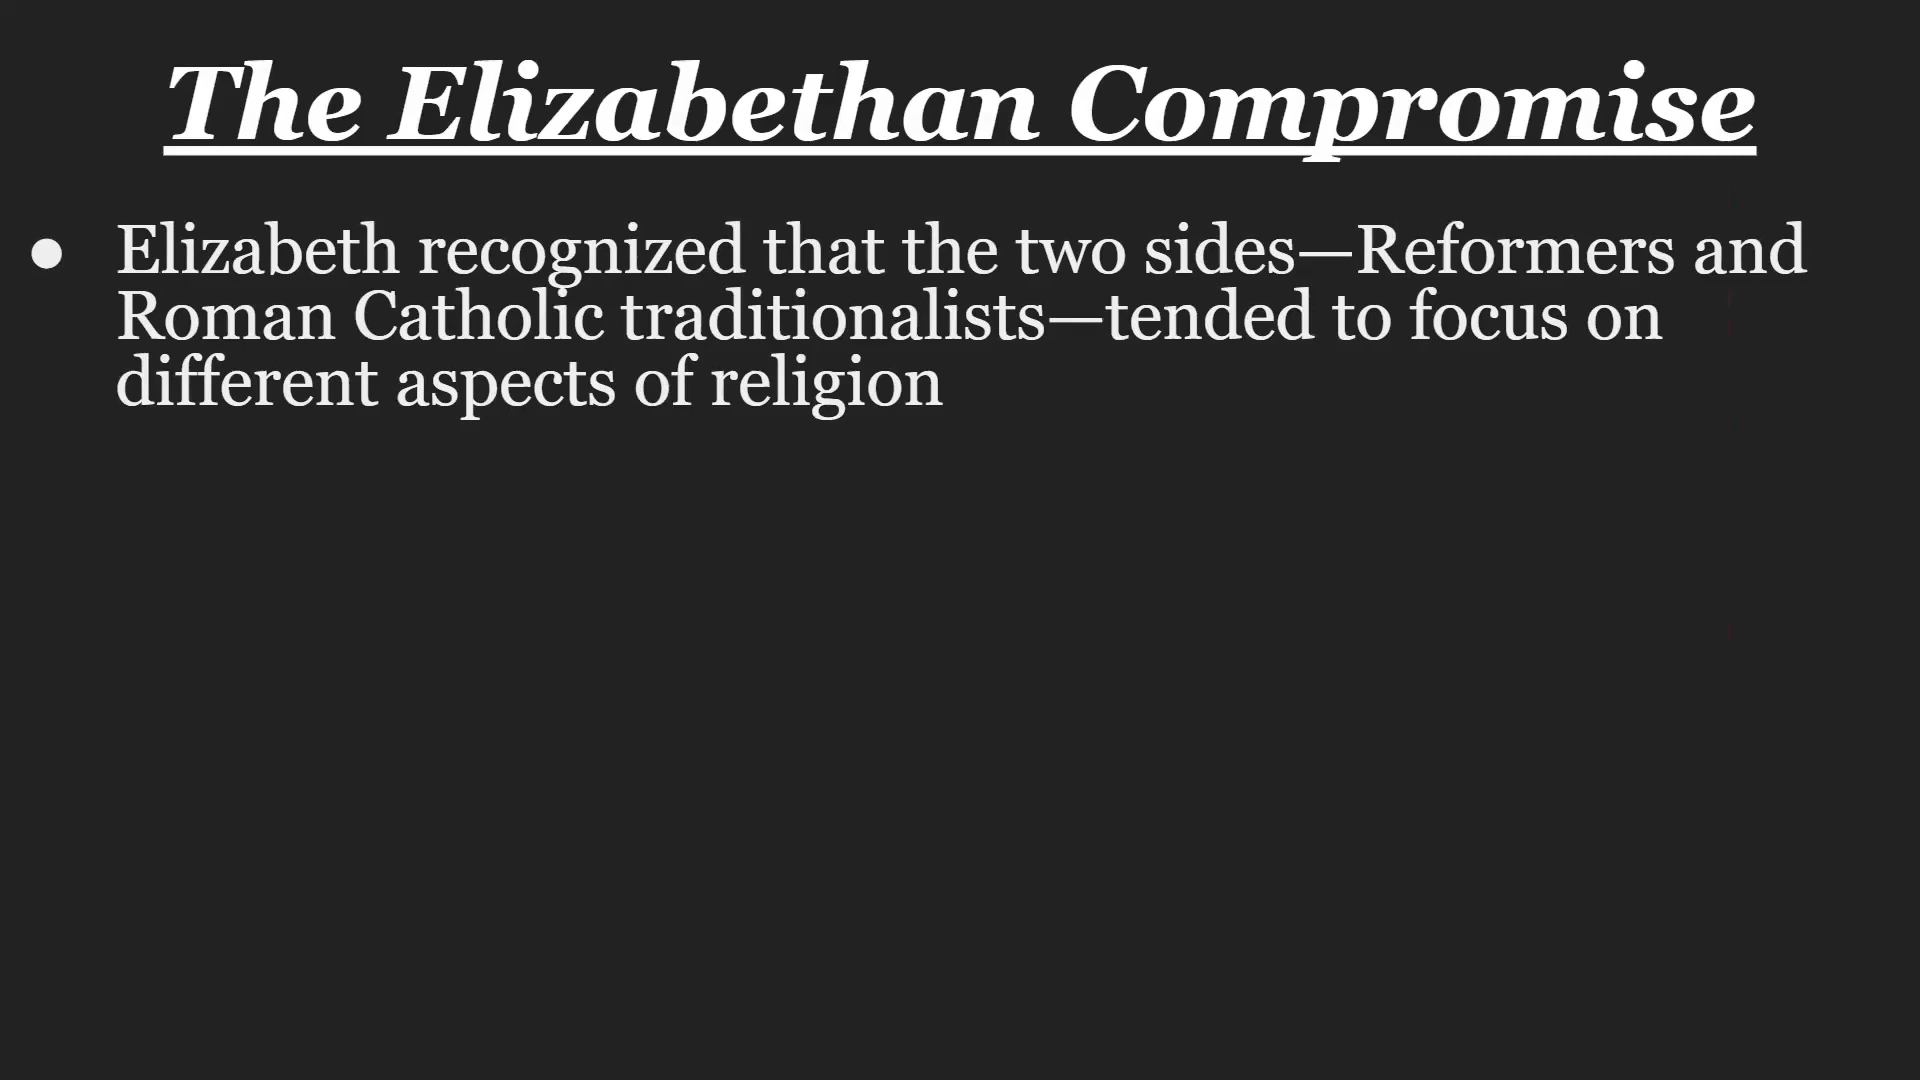 The Elizabethan Compromise
● Elizabeth recognized that the two sides—Reformers and
Roman Catholic traditionalists—tended to focus on
different aspects of religion